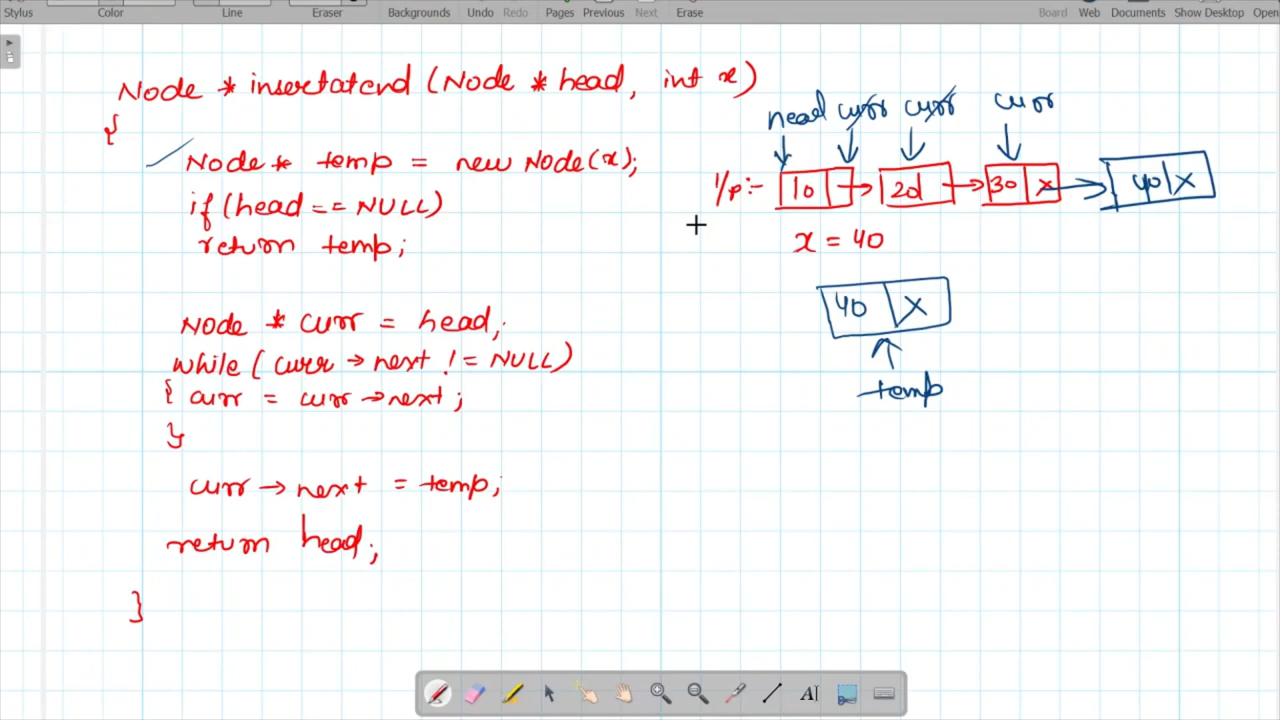 Stylus Color Line Eraser Backgrounds Undo Redo Pages Previous Next Erase Board Web Documents Show Desktop Open
Node * insertatend (Node * head, int x)
{
Node * temp = new Node(x);
if (head == NULL)
return temp;
Node * curr = head;
while (curr → next != NULL)
{ curr = curr → next;
}
curr → next = temp;
return head;
}
head curr curr curr
I/p:- 10 → 20 → 30 X → 40 X
x = 40
40 X
temp
AI